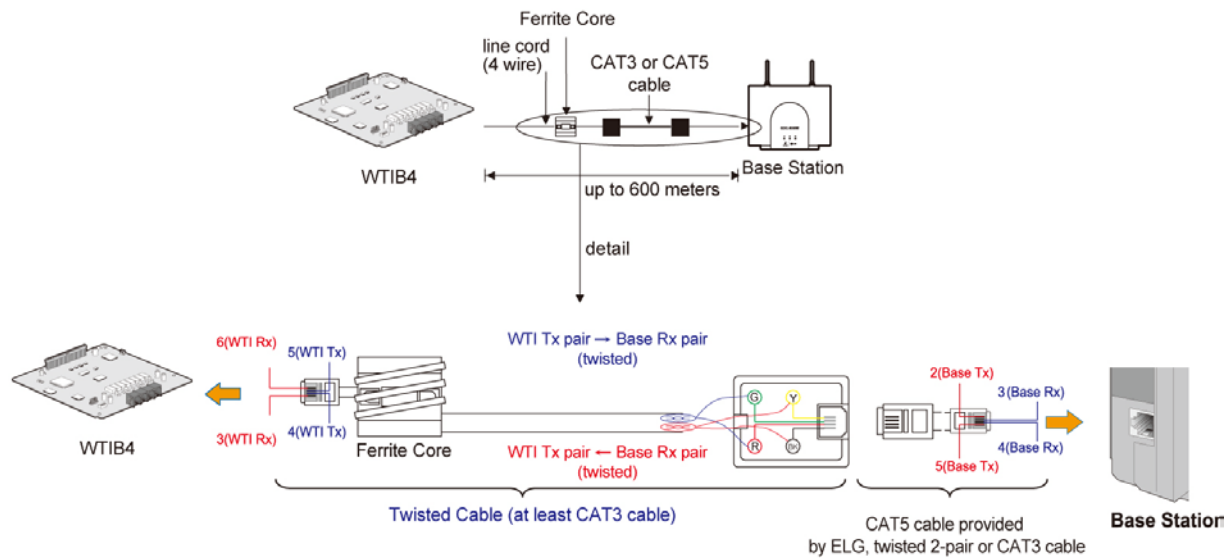 Ferrite Core
line cord
(4 wire)
CAT3 or CAT5
cable
WTIB4
Base Station
up to 600 meters
detail
WTI Tx pair → Base Rx pair
(twisted)
6(WTI Rx)
5(WTI Tx)
3(WTI Rx)
4(WTI Tx)
WTIB4
Ferrite Core
WTI Tx pair ← Base Rx pair
(twisted)
G
Y
R
BK
2(Base Tx)
3(Base Rx)
4(Base Rx)
5(Base Tx)
Twisted Cable (at least CAT3 cable)
CAT5 cable provided
by ELG, twisted 2-pair or CAT3 cable
Base Station